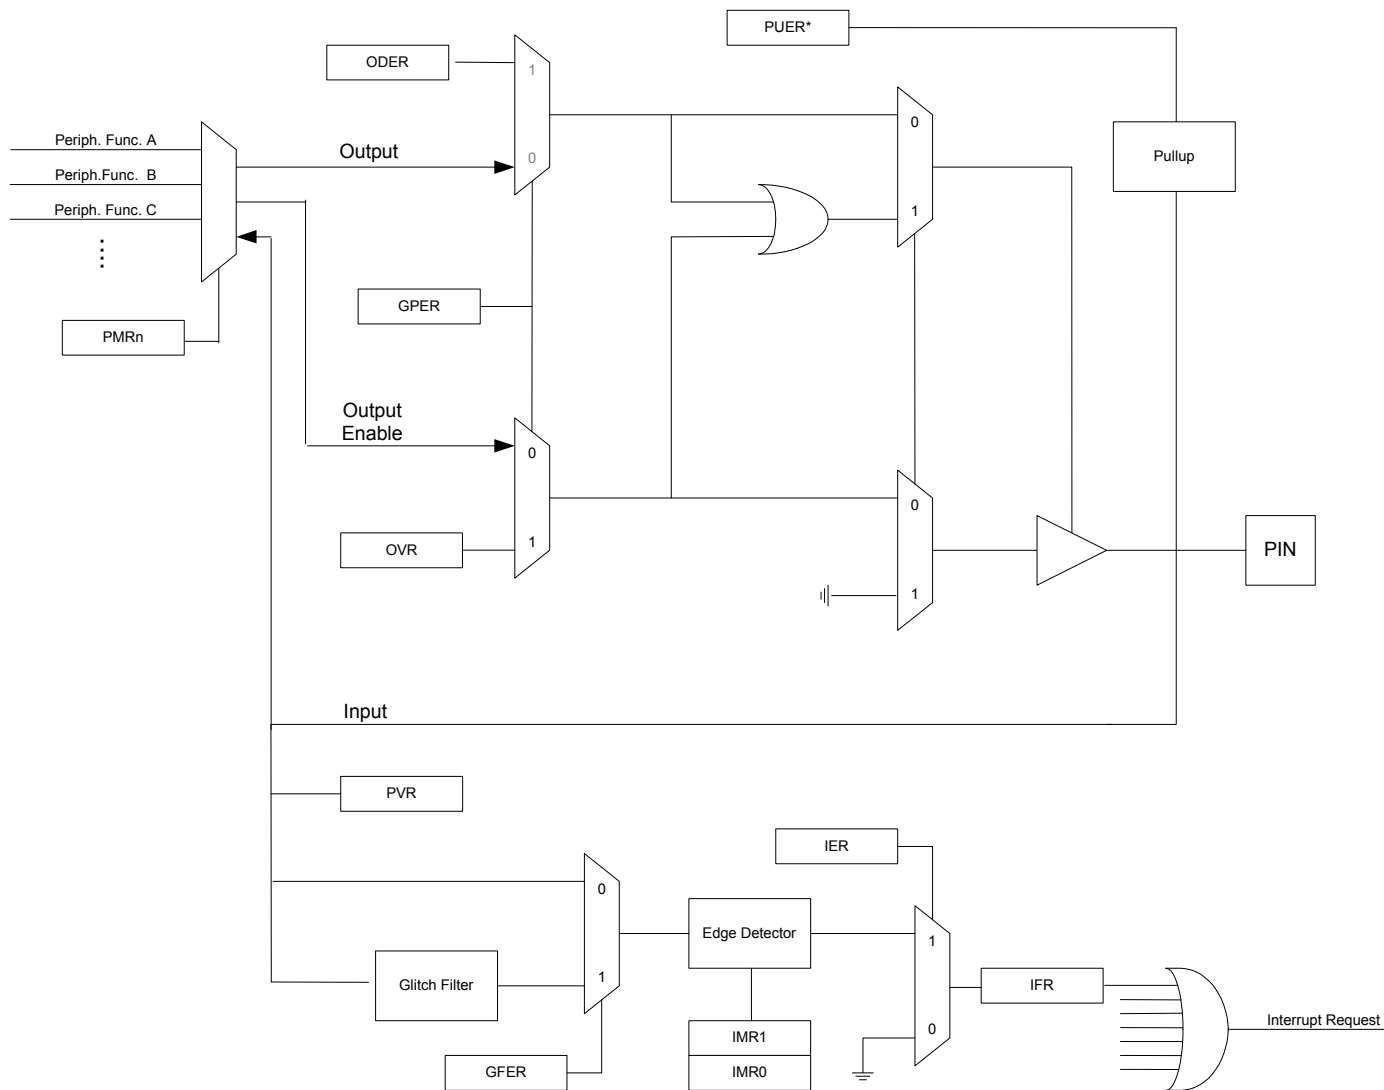 PUER*
ODER
1
0
Periph. Func. A
Periph.Func. B
Periph. Func. C
Output
0
1
Pullup
GPER
PMRn
Output
Enable
0
1
OVR
0
1
PIN
Input
PVR
IER
0
1
Edge Detector
1
0
Glitch Filter
IFR
Interrupt Request
IMR1
IMR0
GFER